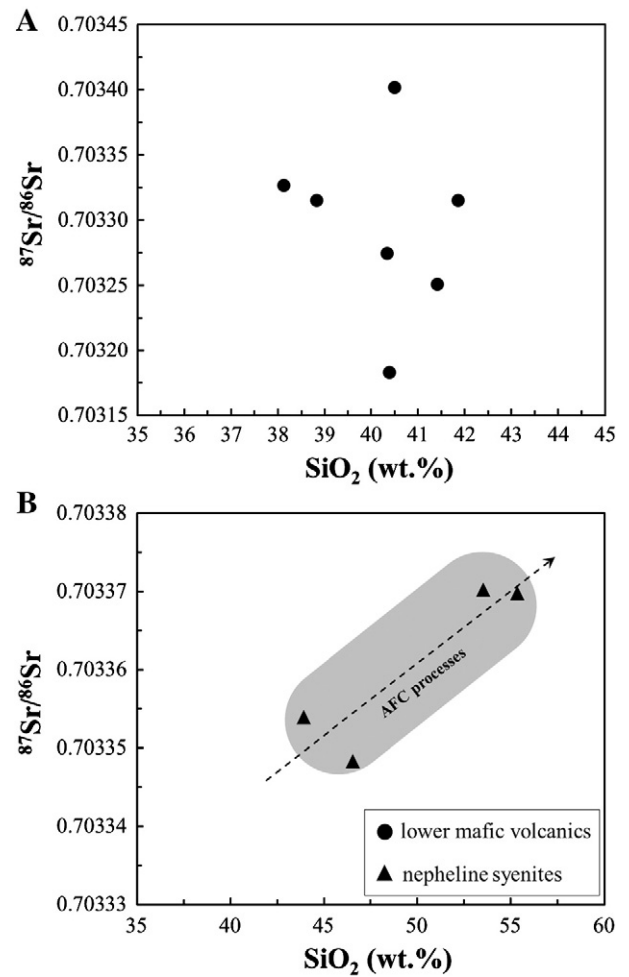 A
0.70345
0.70340
0.70335
0.70330
0.70325
0.70320
0.70315
⁸⁷Sr/⁸⁶Sr
35 36 37 38 39 40 41 42 43 44 45
SiO₂ (wt.%)
B
0.70338
0.70337
0.70336
0.70335
0.70334
0.70333
⁸⁷Sr/⁸⁶Sr
AFC processes
lower mafic volcanics
nepheline syenites
35 40 45 50 55 60
SiO₂ (wt.%)